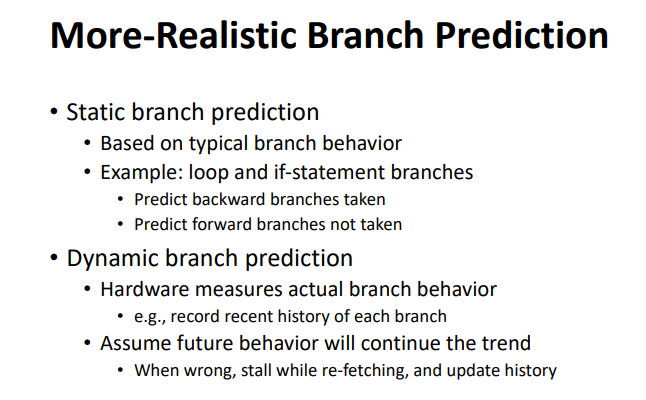 More-Realistic Branch Prediction
• Static branch prediction
• Based on typical branch behavior
• Example: loop and if-statement branches
• Predict backward branches taken
• Predict forward branches not taken
• Dynamic branch prediction
• Hardware measures actual branch behavior
• e.g., record recent history of each branch
• Assume future behavior will continue the trend
• When wrong, stall while re-fetching, and update history